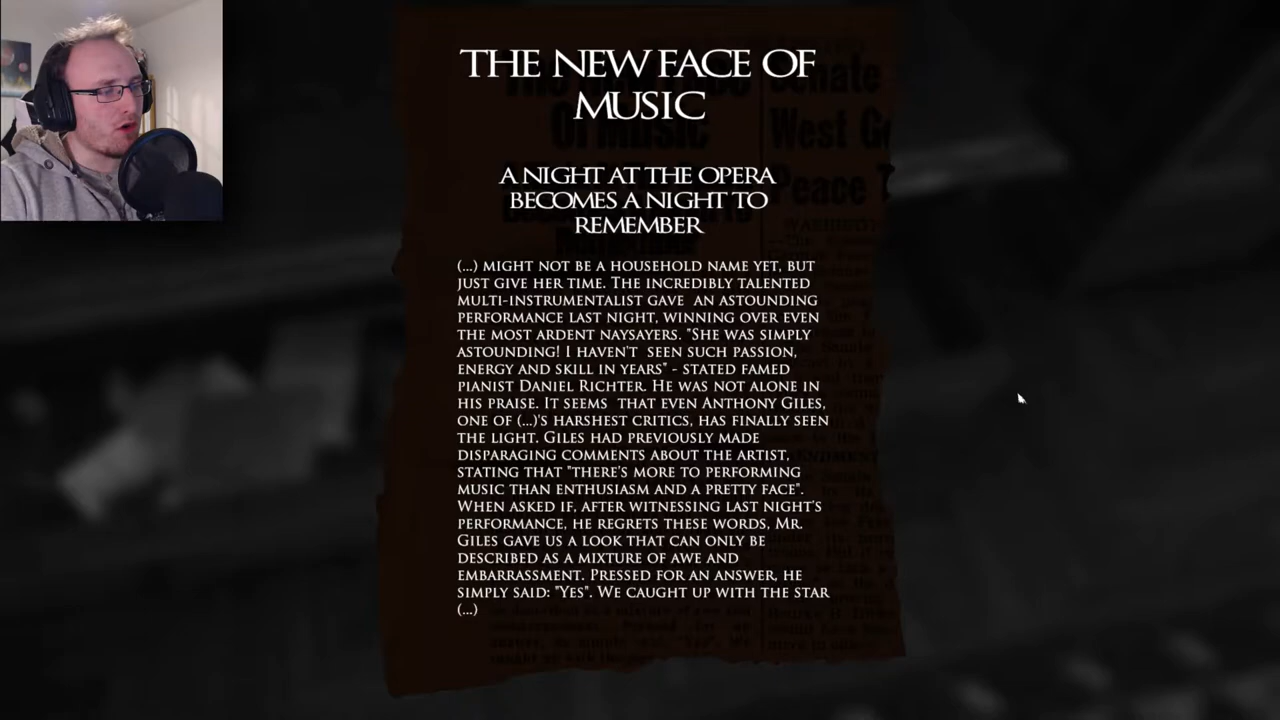 THE NEW FACE OF
MUSIC
A NIGHT AT THE OPERA
BECOMES A NIGHT TO
REMEMBER
(...) MIGHT NOT BE A HOUSEHOLD NAME YET, BUT
JUST GIVE HER TIME. THE INCREDIBLY TALENTED
MULTI-INSTRUMENTALIST GAVE AN ASTOUNDING
PERFORMANCE LAST NIGHT, WINNING OVER EVEN
THE MOST ARDENT NAYSAYERS. "SHE WAS SIMPLY
ASTOUNDING! I HAVEN'T SEEN SUCH PASSION,
ENERGY AND SKILL IN YEARS" - STATED FAMED
PIANIST DANIEL RICHTER. HE WAS NOT ALONE IN
HIS PRAISE. IT SEEMS THAT EVEN ANTHONY GILES,
ONE OF (...)'S HARSHEST CRITICS, HAS FINALLY SEEN
THE LIGHT. GILES HAD PREVIOUSLY MADE
DISPARAGING COMMENTS ABOUT THE ARTIST,
STATING THAT "THERE'S MORE TO PERFORMING
MUSIC THAN ENTHUSIASM AND A PRETTY FACE".
WHEN ASKED IF, AFTER WITNESSING LAST NIGHT'S
PERFORMANCE, HE REGRETS THESE WORDS, MR.
GILES GAVE US A LOOK THAT CAN ONLY BE
DESCRIBED AS A MIXTURE OF AWE AND
EMBARRASSMENT. PRESSED FOR AN ANSWER, HE
SIMPLY SAID: "YES". WE CAUGHT UP WITH THE STAR
(...)
Senate
West
Peace